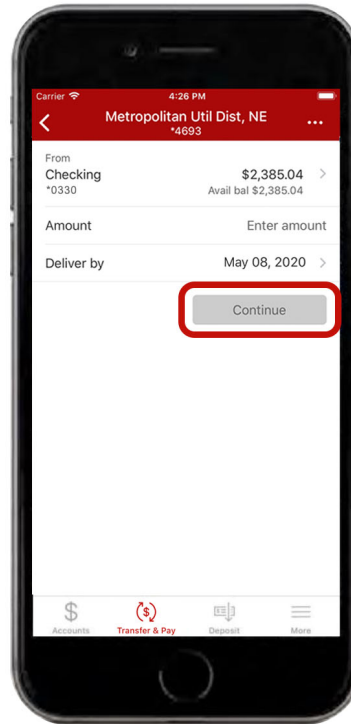 Carrier 4:26 PM
Metropolitan Util Dist, NE ...
*4693
From
Checking $2,385.04
*0330 Avail bal $2,385.04
Amount Enter amount
Deliver by May 08, 2020
Continue
$ ($)
Accounts Transfer & Pay Deposit More